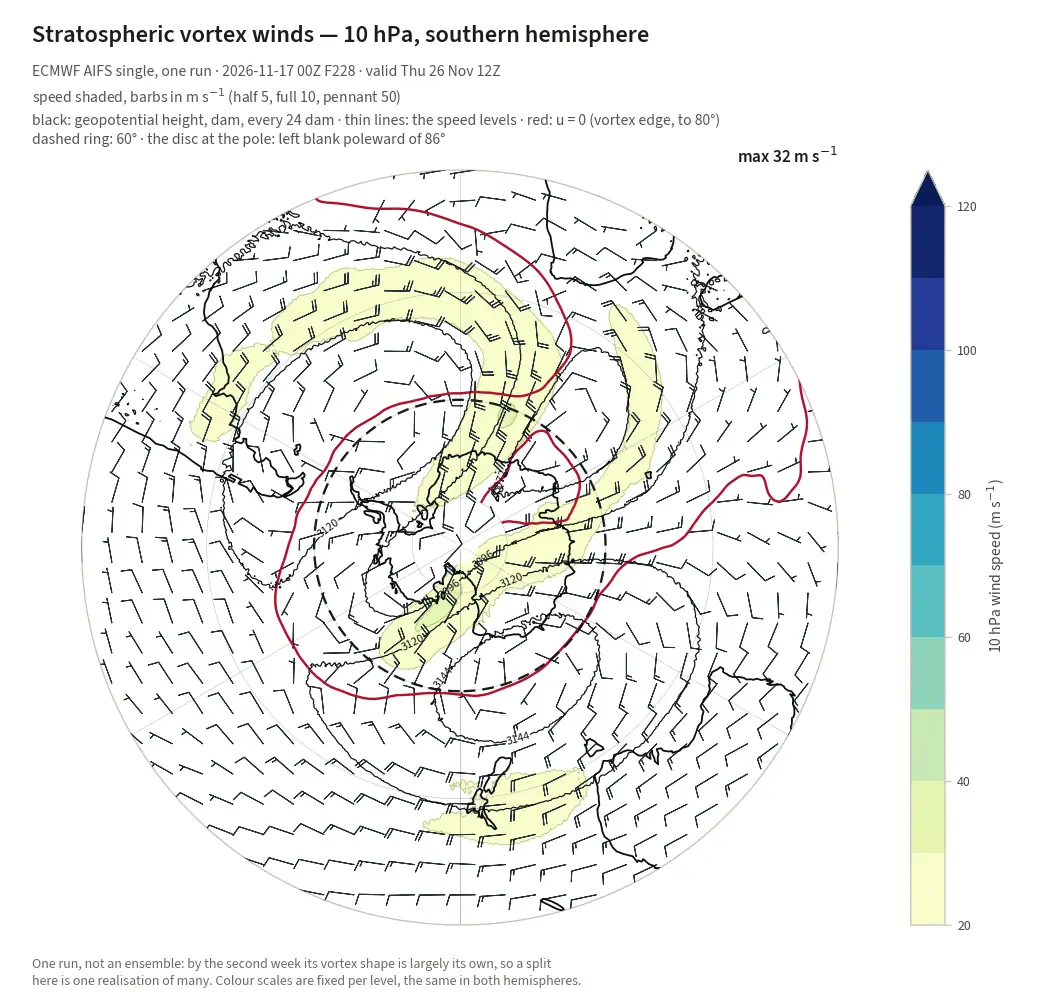 Stratospheric vortex winds — 10 hPa, southern hemisphere
ECMWF AIFS single, one run · 2026-11-17 00Z F228 · valid Thu 26 Nov 12Z
speed shaded, barbs in m s⁻¹ (half 5, full 10, pennant 50)
black: geopotential height, dam, every 24 dam · thin lines: the speed levels · red: u = 0 (vortex edge, to 80°)
dashed ring: 60° · the disc at the pole: left blank poleward of 86°
max 32 m s⁻¹
120
100
80
60
40
20
10 hPa wind speed (m s⁻¹)
3120
3120
3120
3144
3144
One run, not an ensemble: by the second week its vortex shape is largely its own, so a split
here is one realisation of many. Colour scales are fixed per level, the same in both hemispheres.